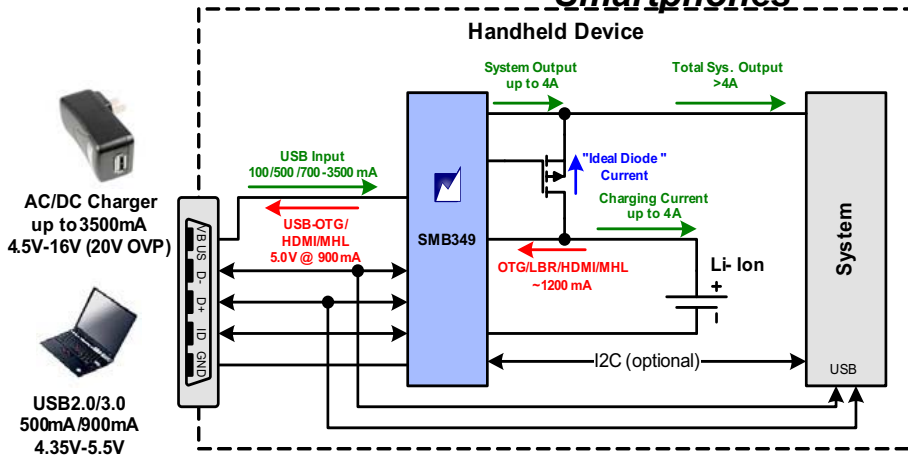 Smartphones
Handheld Device
System Output
up to 4A
Total Sys. Output
>4A
"Ideal Diode "
Current
USB Input
100/500 /700-3500 mA
Charging Current
up to 4A
AC/DC Charger
up to 3500mA
4.5V-16V (20V OVP)
USB-OTG/
HDMI/MHL
5.0V @ 900mA
SMB349
OTG/LBR/HDMI/MHL
~1200 mA
Li- Ion
+
System
VBUS
D-
D+
ID
GND
I2C (optional)
USB
USB2.0/3.0
500mA/900mA
4.35V-5.5V